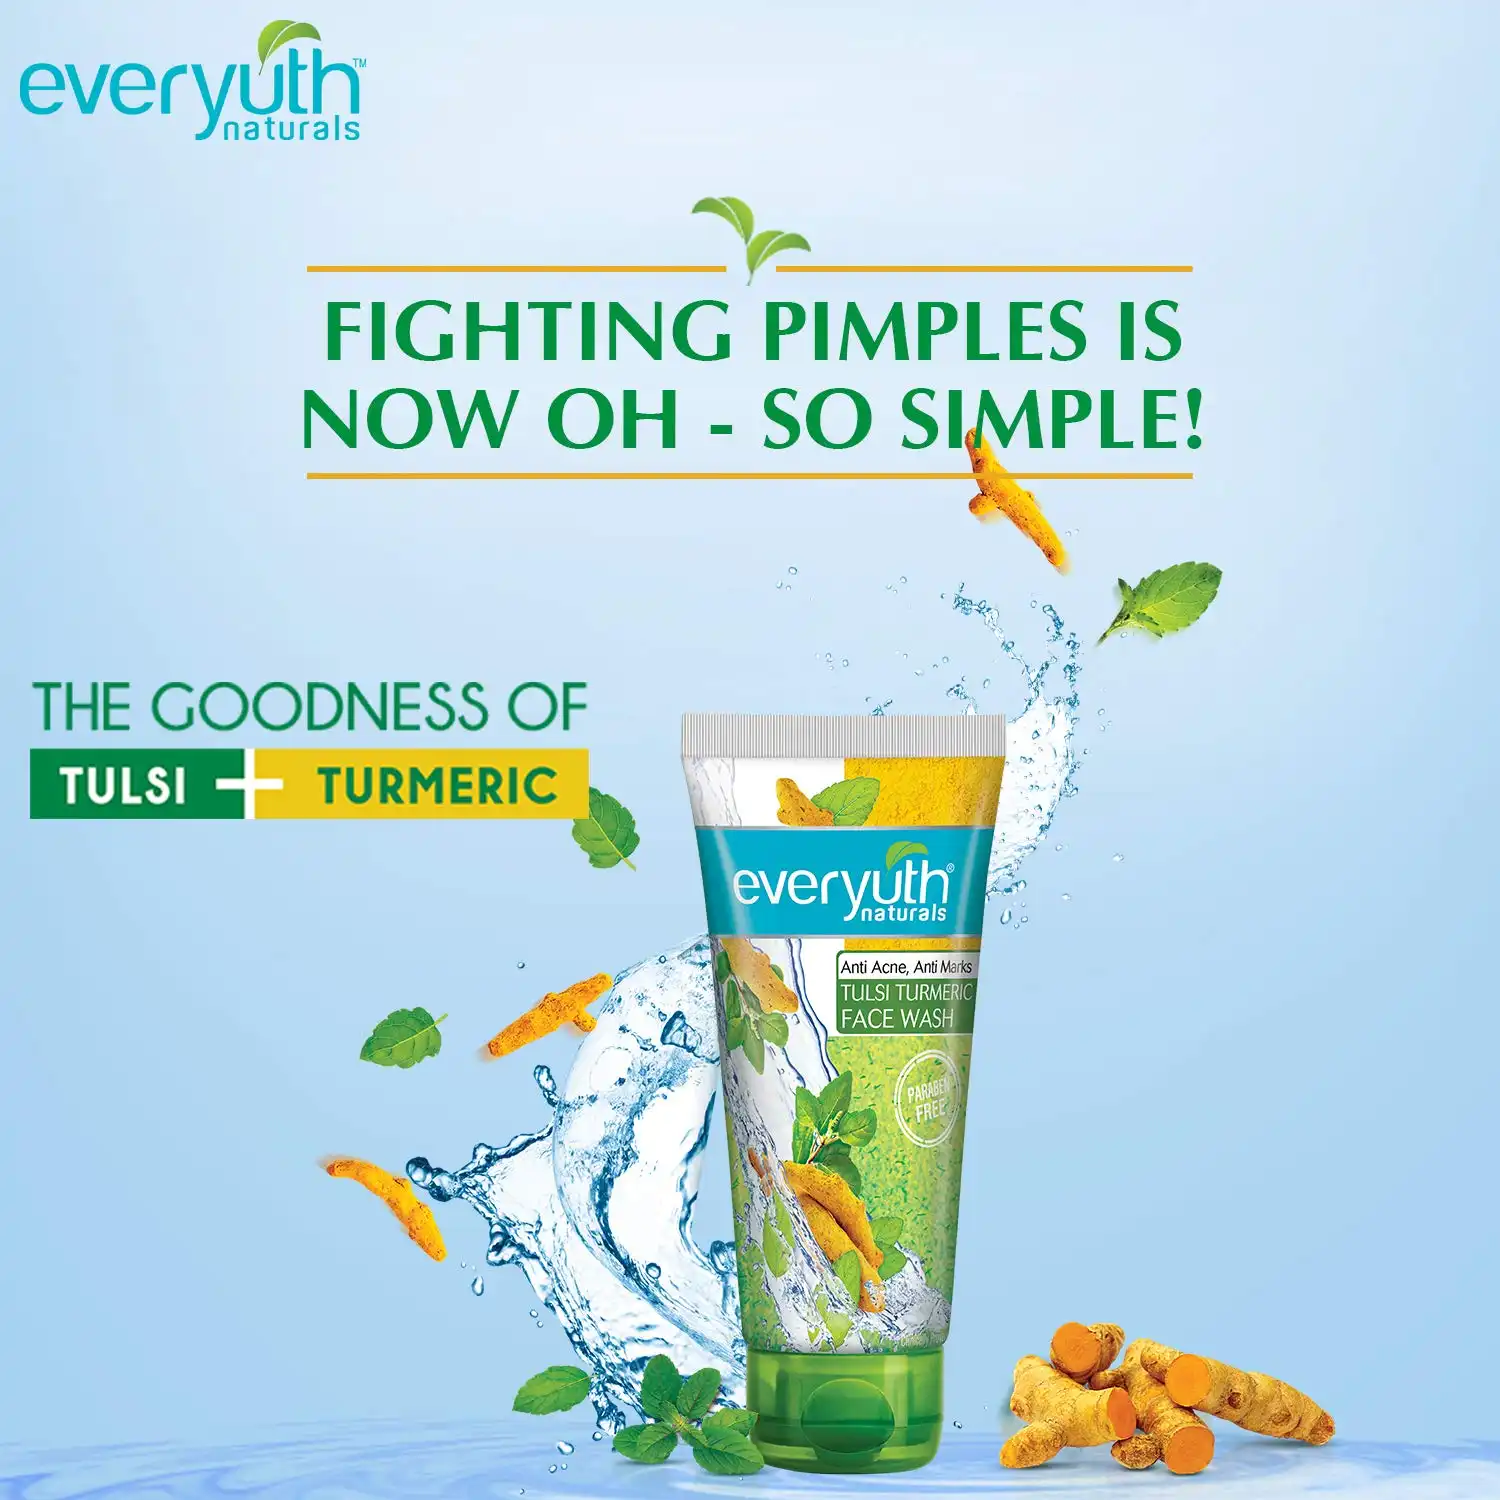 everyuth™
naturals
FIGHTING PIMPLES IS
NOW OH - SO SIMPLE!
THE GOODNESS OF
TULSI + TURMERIC
everyuth®
naturals
Anti Acne, Anti Marks
TULSI TURMERIC
FACE WASH
PARABEN
FREE